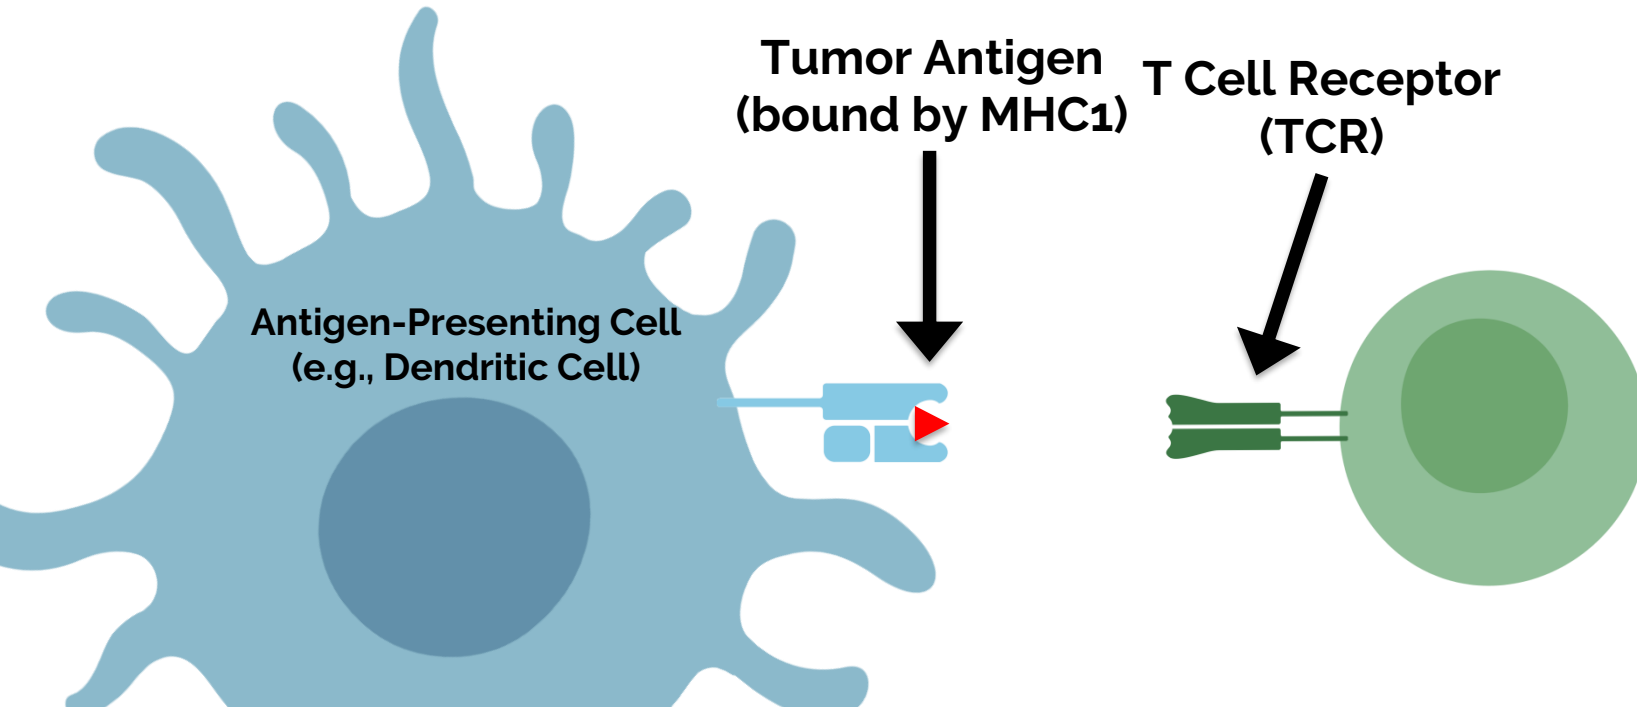 Tumor Antigen
(bound by MHC1)
T Cell Receptor
(TCR)
Antigen-Presenting Cell
(e.g., Dendritic Cell)